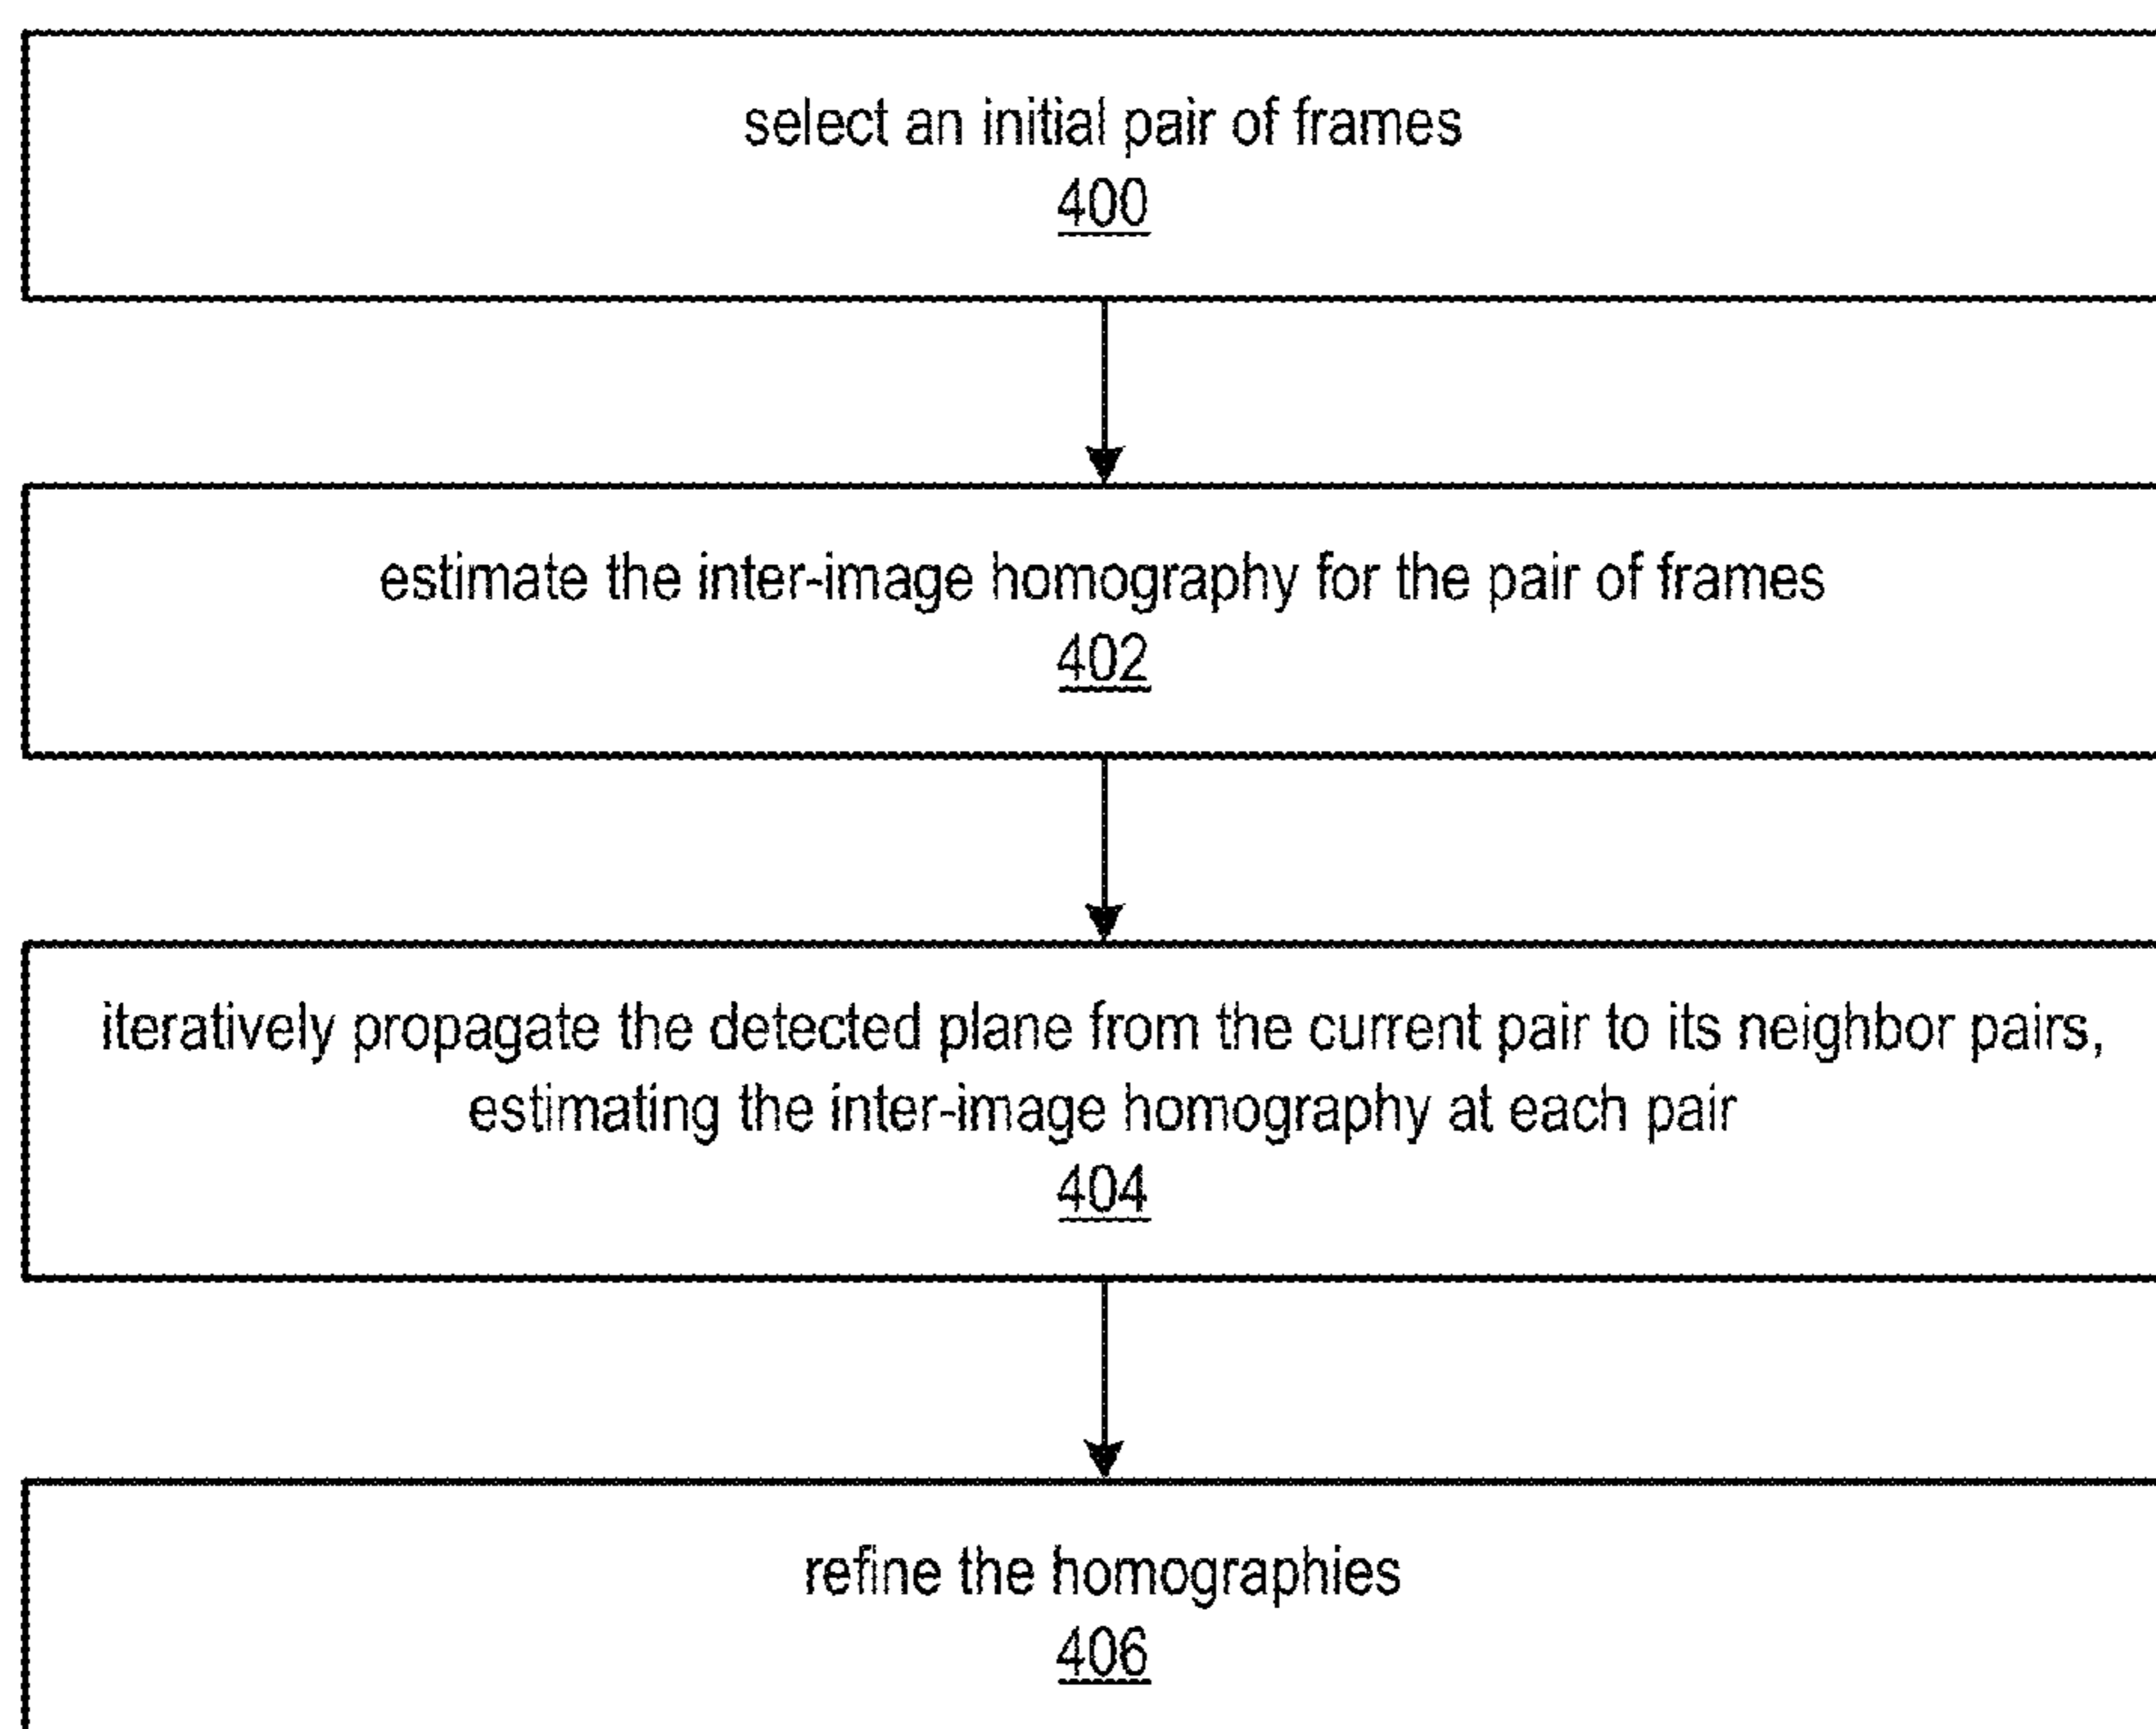 select an initial pair of frames
400
estimate the inter-image homography for the pair of frames
402
iteratively propagate the detected plane from the current pair to its neighbor pairs,
estimating the inter-image homography at each pair
404
refine the homographies
406